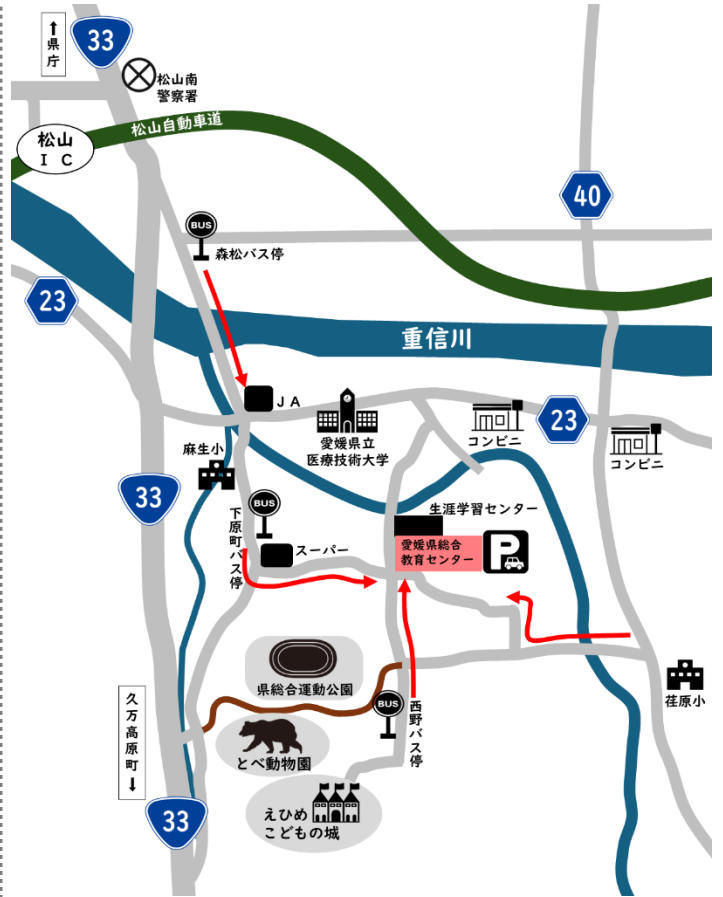 ↑県庁
33
松山南
警察署
松山自動車道
松山
ＩＣ
40
BUS
森松バス停
23
重信川
ＪＡ
愛媛県立
医療技術大学
コンビニ
23
コンビニ
麻生小
33
BUS
下原町バス停
スーパー
生涯学習センター
愛媛県総合
教育センター
P
県総合運動公園
荏原小
BUS
西野バス停
久万高原町↓
とべ動物園
えひめ
こどもの城
33